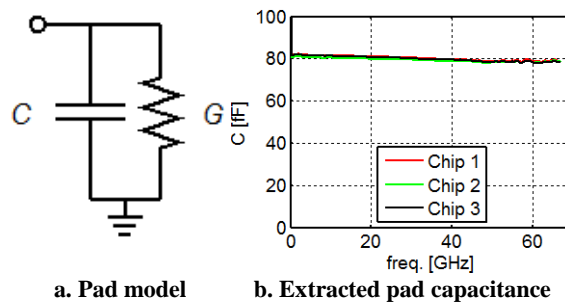 C
G
C [fF]
100
80
60
40
20
0
Chip 1
Chip 2
Chip 3
0
20
40
60
freq. [GHz]
a. Pad model
b. Extracted pad capacitance